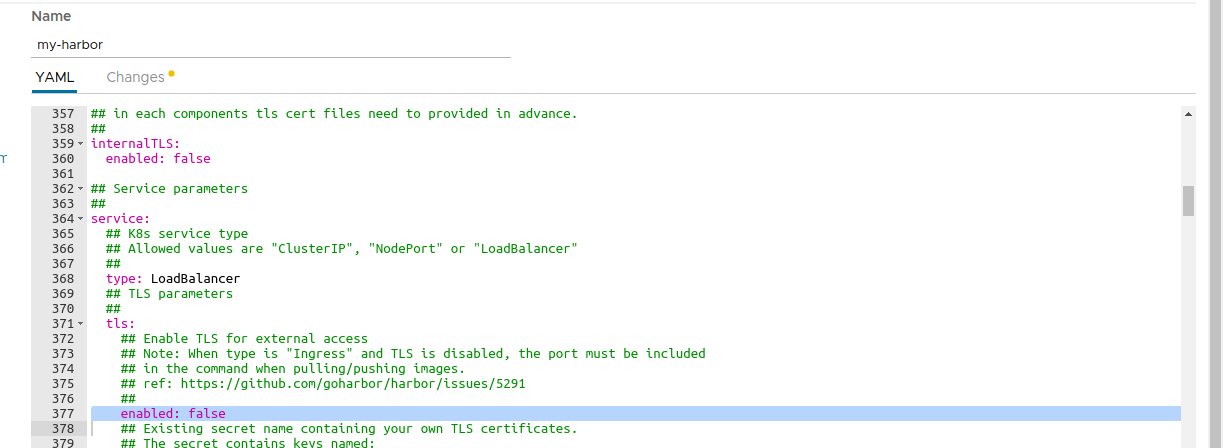 Name
my-harbor
YAML
Changes
357 ## in each components tls cert files need to provided in advance.
358 ##
359 internalTLS:
360 enabled: false
361
362 ## Service parameters
363 ##
364 service:
365 ## K8s service type
366 ## Allowed values are "ClusterIP", "NodePort" or "LoadBalancer"
367 ##
368 type: LoadBalancer
369 ## TLS parameters
370 ##
371 tls:
372 ## Enable TLS for external access
373 ## Note: When type is "Ingress" and TLS is disabled, the port must be included
374 ## in the command when pulling/pushing images.
375 ## ref: https://github.com/goharbor/harbor/issues/5291
376 ##
377 enabled: false
378 ## Existing secret name containing your own TLS certificates.
379 ## The secret contains keys named: